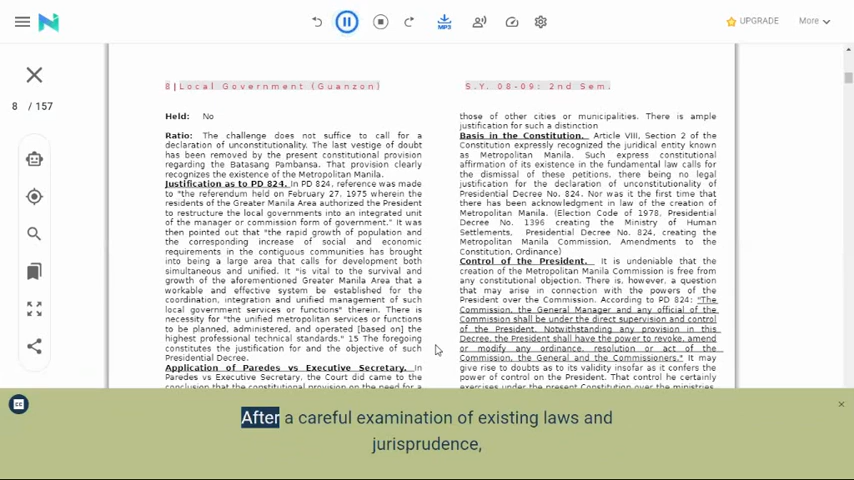 MP3
UPGRADE
More
8 / 157
8|Local Government (Guanzon)
S.Y. 08-09: 2nd Sem.
Held: No
Ratio: The challenge does not suffice to call for a
declaration of unconstitutionality. The last vestige of doubt
has been removed by the present constitutional provision
regarding the Batasang Pambansa. That provision clearly
recognizes the existence of the Metropolitan Manila.
Justification as to PD 824. In PD 824, reference was made
to "the referendum held on February 27, 1975 wherein the
residents of the Greater Manila Area authorized the President
to restructure the local governments into an integrated unit
of the manager or commission form of government." It was
then pointed out that "the rapid growth of population and
the corresponding increase of social and economic
requirements in the contiguous communities has brought
into being a large area that calls for development both
simultaneous and unified. It "is vital to the survival and
growth of the aforementioned Greater Manila Area that a
workable and effective system be established for the
coordination, integration and unified management of such
local government services or functions" therein. There is
necessity for "the unified metropolitan services or functions
to be planned, administered, and operated [based on] the
highest professional technical standards." 15 The foregoing
constitutes the justification for and the objective of such
Presidential Decree.
Application of Paredes vs Executive Secretary. In
Paredes vs Executive Secretary, the Court did came to the
conclusion that the constitutional provision on the need for a
those of other cities or municipalities. There is ample
justification for such a distinction
Basis in the Constitution. Article VIII, Section 2 of the
Constitution expressly recognized the juridical entity known
as Metropolitan Manila. Such express constitutional
affirmation of its existence in the fundamental law calls for
the dismissal of these petitions, there being no legal
justification for the declaration of unconstitutionality of
Presidential Decree No. 824. Nor was it the first time that
there has been acknowledgment in law of the creation of
Metropolitan Manila. (Election Code of 1978, Presidential
Decree No. 1396 creating the Ministry of Human
Settlements, Presidential Decree No. 824, creating the
Metropolitan Manila Commission, Amendments to the
Constitution, Ordinance)
Control of the President. It is undeniable that the
creation of the Metropolitan Manila Commission is free from
any constitutional objection. There is, however, a question
that may arise in connection with the powers of the
President over the Commission. According to PD 824: "The
Commission, the General Manager and any official of the
Commission shall be under the direct supervision and control
of the President. Notwithstanding any provision in this
Decree, the President shall have the power to revoke, amend
or modify any ordinance, resolution or act of the
Commission, the General and the Commissioners." It may
give rise to doubts as to its validity insofar as it confers the
power of control on the President. That control he certainly
exercises under the present Constitution over the ministries.
After a careful examination of existing laws and
jurisprudence,